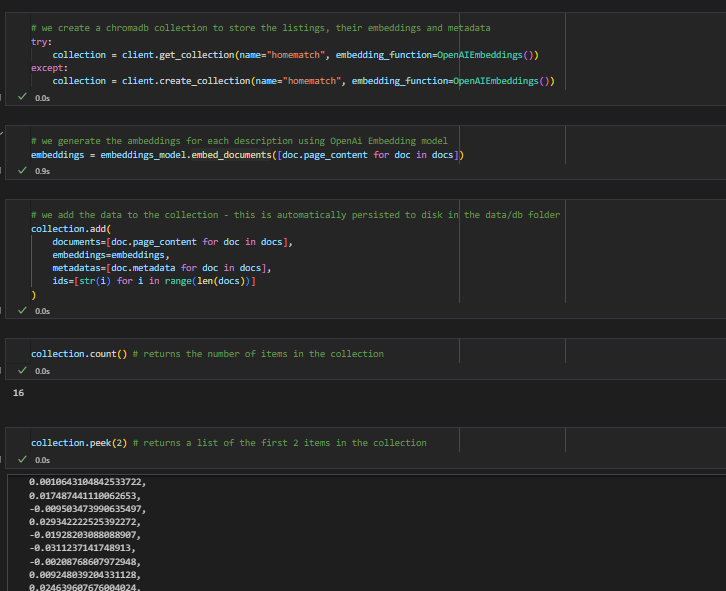 # we create a chromadb collection to store the listings, their embeddings and metadata
try:
    collection = client.get_collection(name="homematch", embedding_function=OpenAIEmbeddings())
except:
    collection = client.create_collection(name="homematch", embedding_function=OpenAIEmbeddings())
0.0s
# we generate the ambeddings for each description using OpenAi Embedding model
embeddings = embeddings_model.embed_documents([doc.page_content for doc in docs])
0.9s
# we add the data to the collection - this is automatically persisted to disk in the data/db folder
collection.add(
    documents=[doc.page_content for doc in docs],
    embeddings=embeddings,
    metadatas=[doc.metadata for doc in docs],
    ids=[str(i) for i in range(len(docs))]
)
0.0s
collection.count() # returns the number of items in the collection
0.0s
16
collection.peek(2) # returns a list of the first 2 items in the collection
0.0s
0.0010643104842533722,
0.017487441110062653,
-0.009503473990635497,
0.029342222525392272,
-0.01928203088088907,
-0.0311237141748913,
-0.00208768607972948,
0.009248039204331128,
0.024639607676004024,